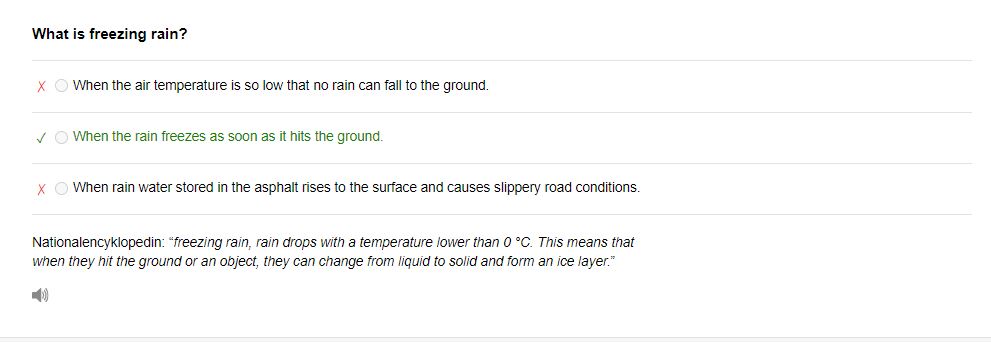 What is freezing rain?
X When the air temperature is so low that no rain can fall to the ground.
✓ When the rain freezes as soon as it hits the ground.
X When rain water stored in the asphalt rises to the surface and causes slippery road conditions.
Nationalencyklopedin: “freezing rain, rain drops with a temperature lower than 0 °C. This means that
when they hit the ground or an object, they can change from liquid to solid and form an ice layer.”